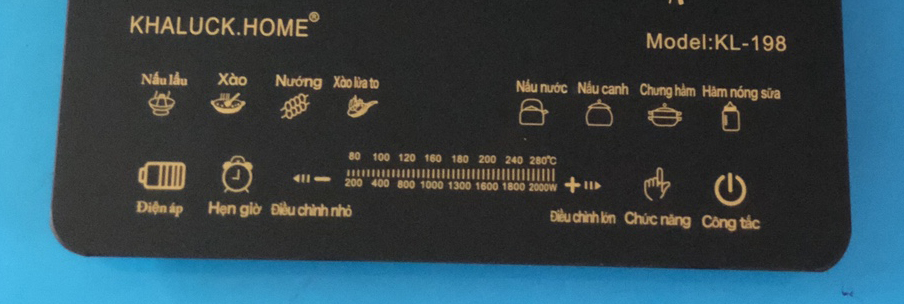 KHALUCK.HOME®
Model:KL-198
Nấu lẩu Xào Nướng Xào lửa to
Nấu nước Nấu canh Chưng hầm Hâm nóng sữa
80 100 120 160 180 200 240 280℃
200 400 800 1000 1300 1600 1800 2000W
Điện áp Hẹn giờ Điều chỉnh nhỏ
Điều chỉnh lớn Chức năng Công tắc